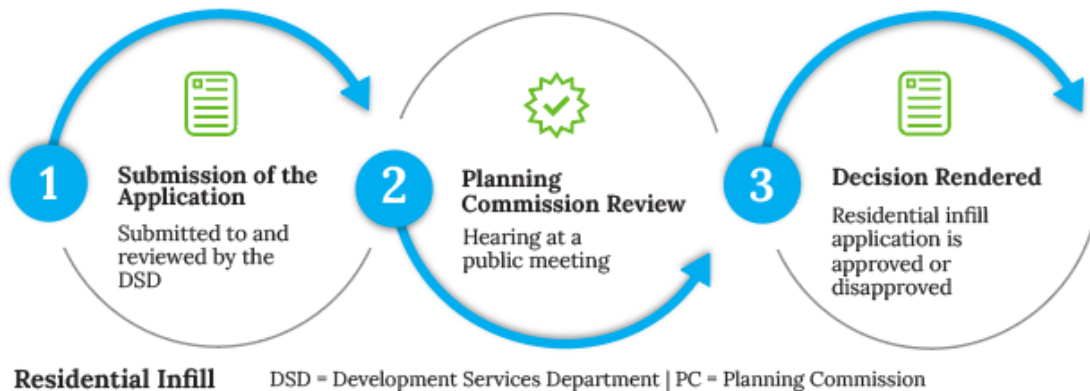 1
Submission of the
Application
Submitted to and
reviewed by the
DSD
2
Planning
Commission Review
Hearing at a
public meeting
3
Decision Rendered
Residential infill
application is
approved or
disapproved
Residential Infill
DSD = Development Services Department | PC = Planning Commission